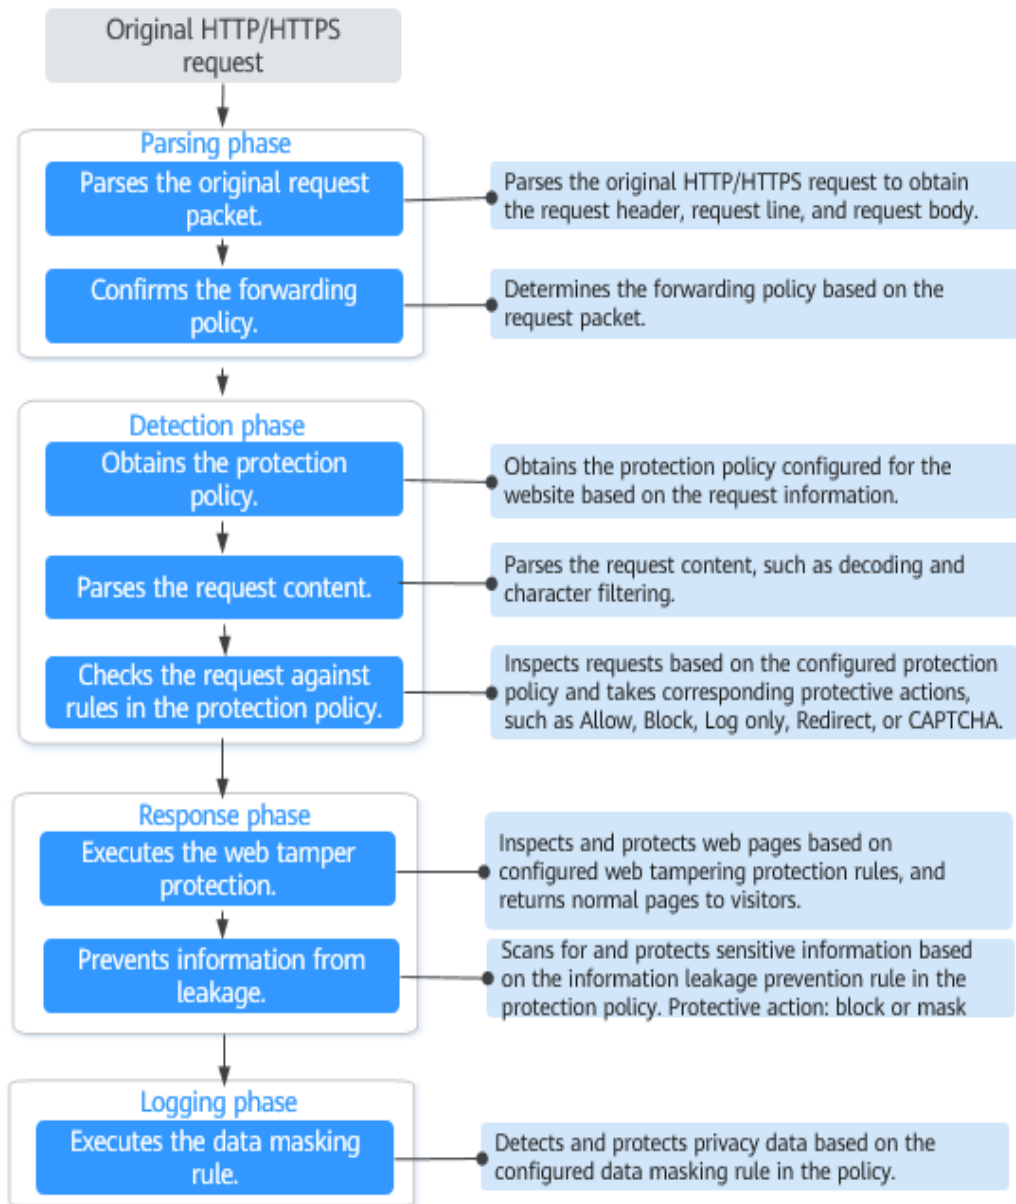 Original HTTP/HTTPS
request
Parsing phase
Parses the original request
packet.
Parses the original HTTP/HTTPS request to obtain
the request header, request line, and request body.
Confirms the forwarding
policy.
Determines the forwarding policy based on the
request packet.
Detection phase
Obtains the protection
policy.
Obtains the protection policy configured for the
website based on the request information.
Parses the request content.
Parses the request content, such as decoding and
character filtering.
Checks the request against
rules in the protection policy.
Inspects requests based on the configured protection
policy and takes corresponding protective actions,
such as Allow, Block, Log only, Redirect, or CAPTCHA.
Response phase
Executes the web tamper
protection.
Inspects and protects web pages based on
configured web tampering protection rules, and
returns normal pages to visitors.
Prevents information from
leakage.
Scans for and protects sensitive information based
on the information leakage prevention rule in the
protection policy. Protective action: block or mask
Logging phase
Executes the data masking
rule.
Detects and protects privacy data based on the
configured data masking rule in the policy.